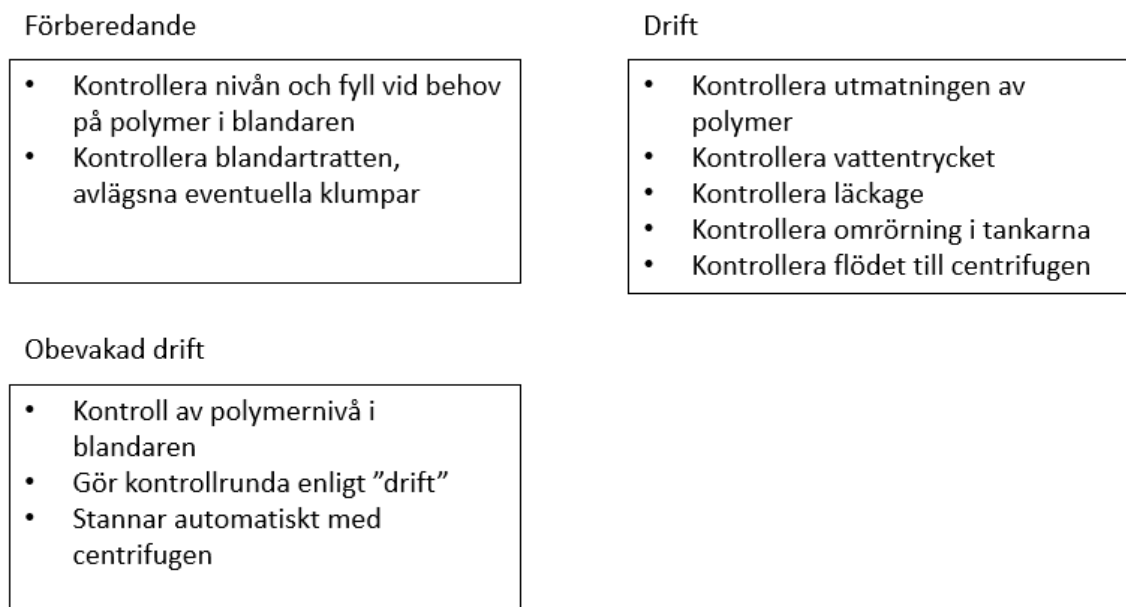 Förberedande
• Kontrollera nivån och fyll vid behov
på polymer i blandaren
• Kontrollera blandartratten,
avlägsna eventuella klumpar
Drift
• Kontrollera utmatningen av
polymer
• Kontrollera vattentrycket
• Kontrollera läckage
• Kontrollera omrörning i tankarna
• Kontrollera flödet till centrifugen
Obevakad drift
• Kontroll av polymernivå i
blandaren
• Gör kontrollrunda enligt ”drift”
• Stannar automatiskt med
centrifugen